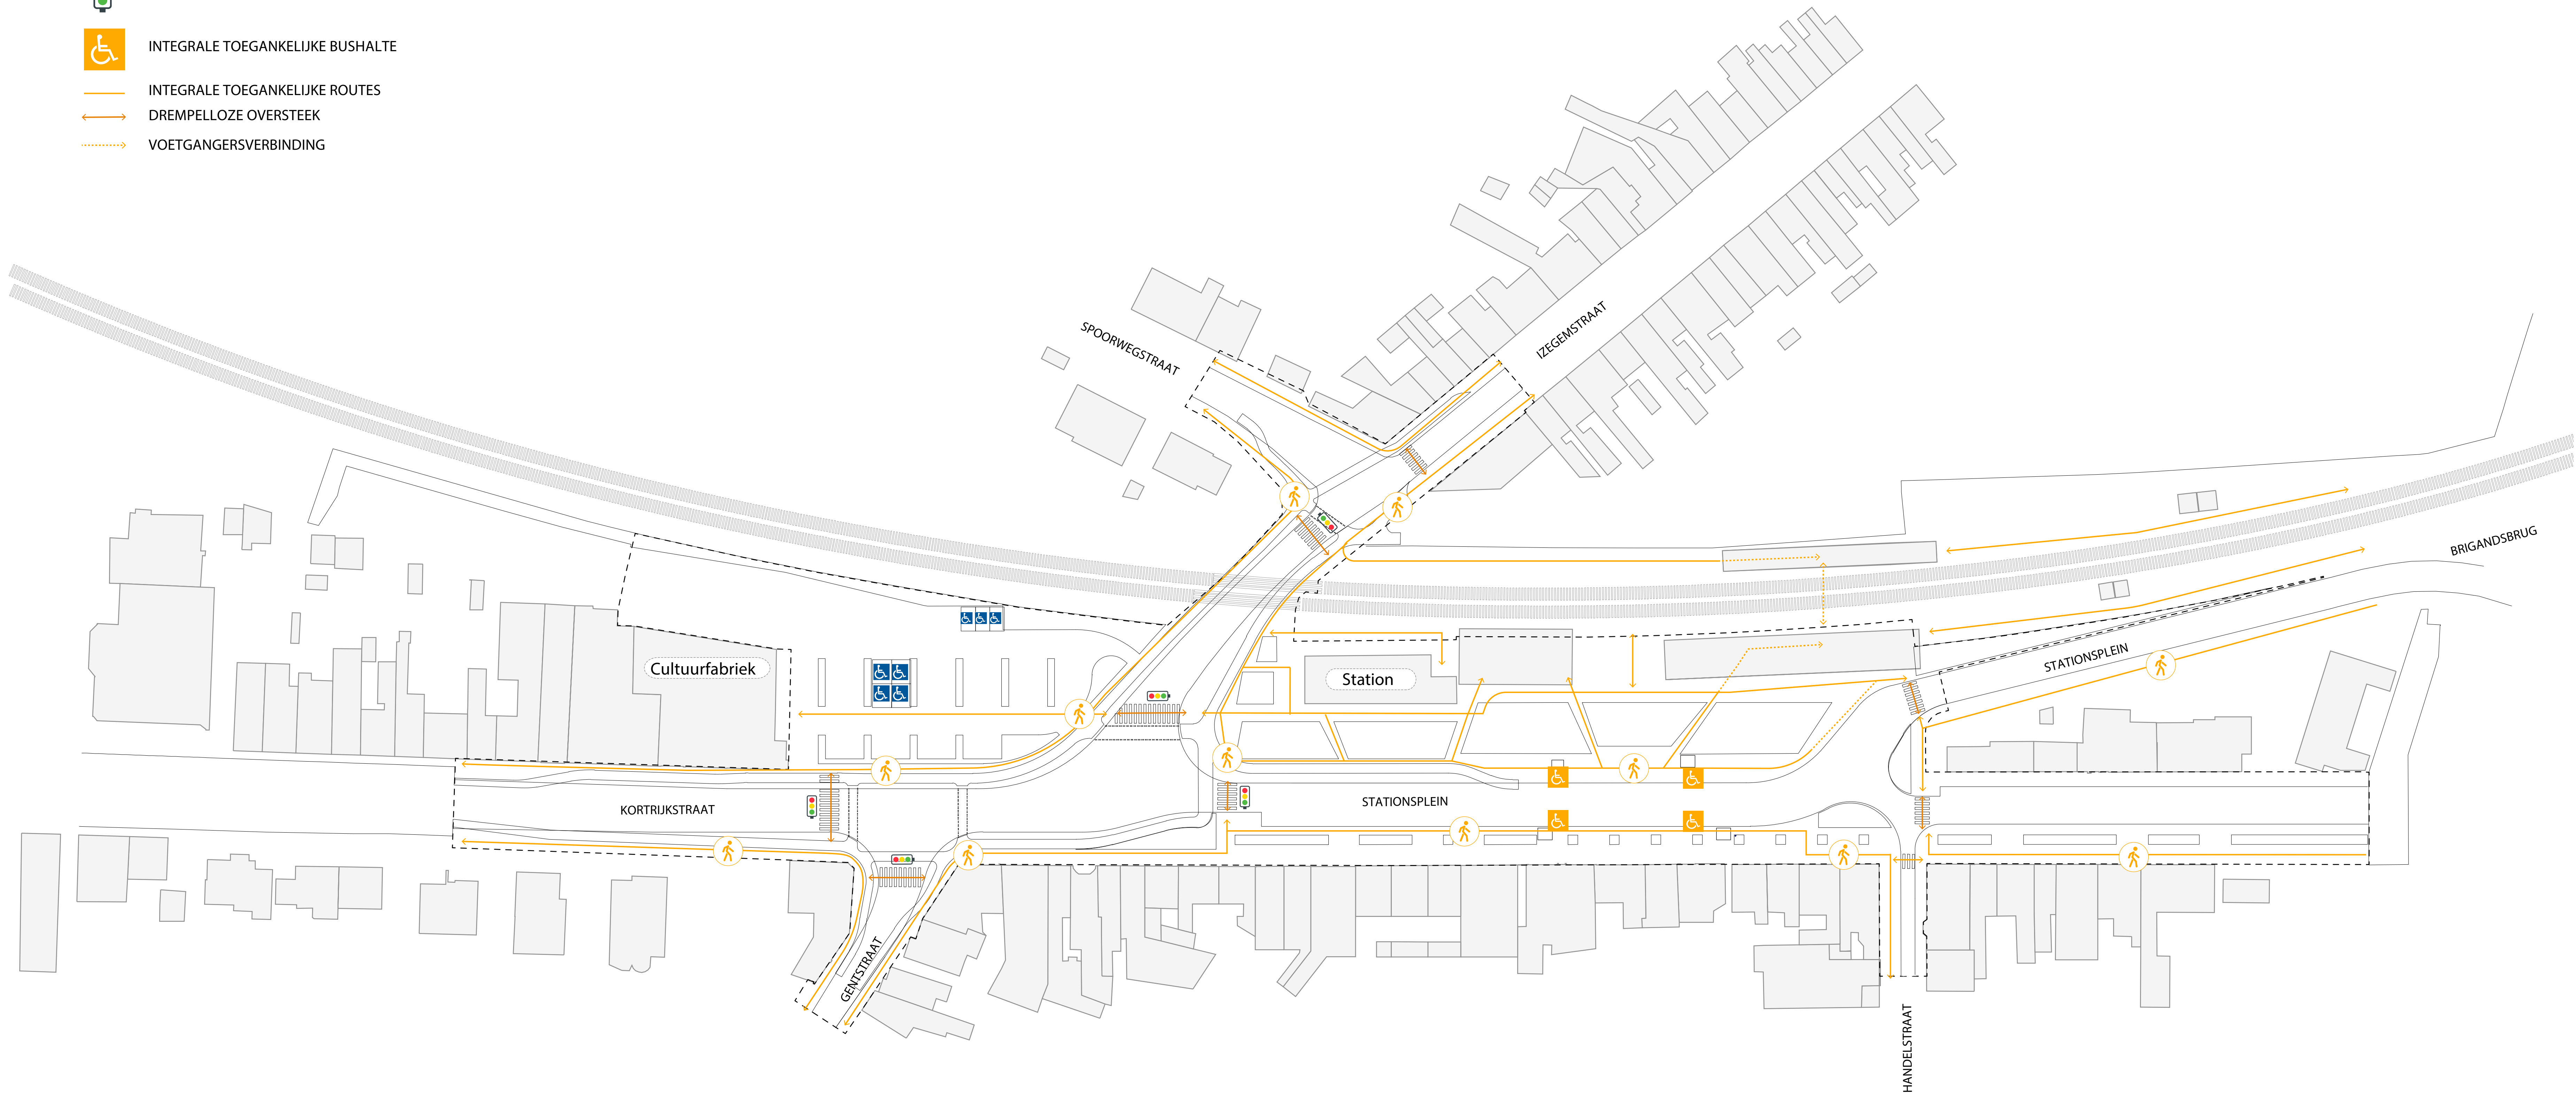 INTEGRALE TOEGANKELIJKE BUSHALTE
INTEGRALE TOEGANKELIJKE ROUTES
DREMPELLOZE OVERSTEEK
VOETGANGERSVERBINDING
SPOORWEGSTRAAT
IZEGEMSTRAAT
BRIGANDSBRUG
Cultuurfabriek
Station
STATIONSPLEIN
KORTRIJKSTRAAT
STATIONSPLEIN
GENTSTRAAT
HANDELSTRAAT